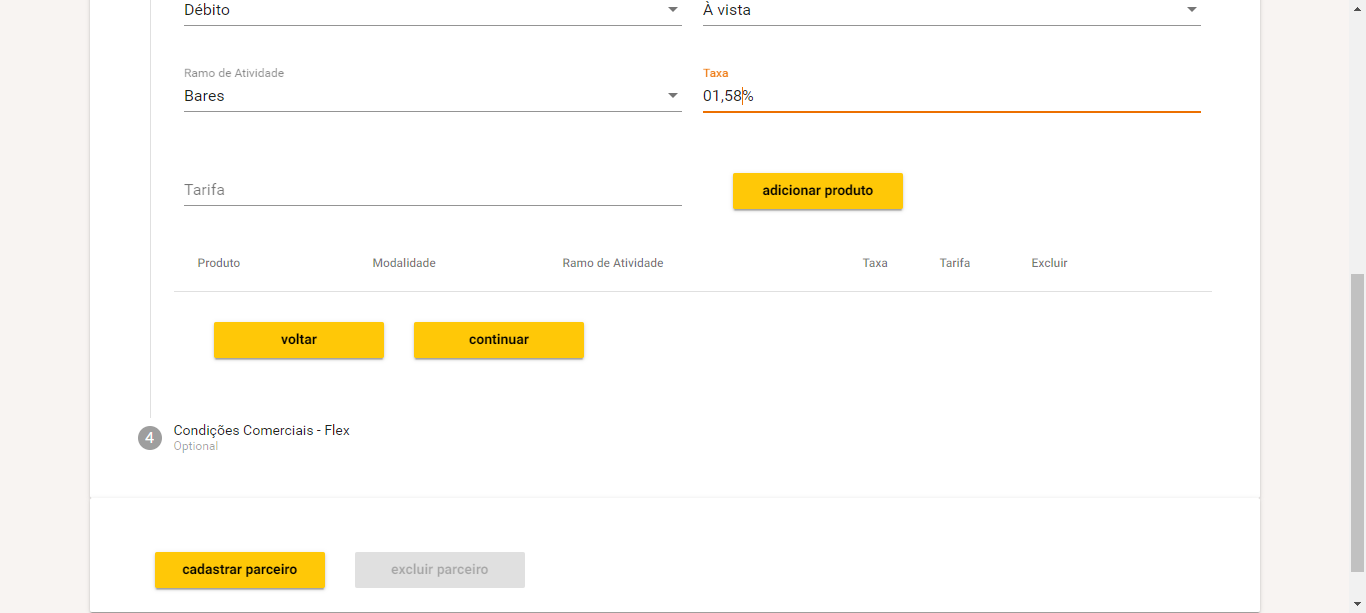 Débito À vista
Ramo de Atividade Taxa
Bares 01,58%
Tarifa adicionar produto
Produto Modalidade Ramo de Atividade Taxa Tarifa Excluir
voltar continuar
4 Condições Comerciais - Flex
Optional
cadastrar parceiro excluir parceiro